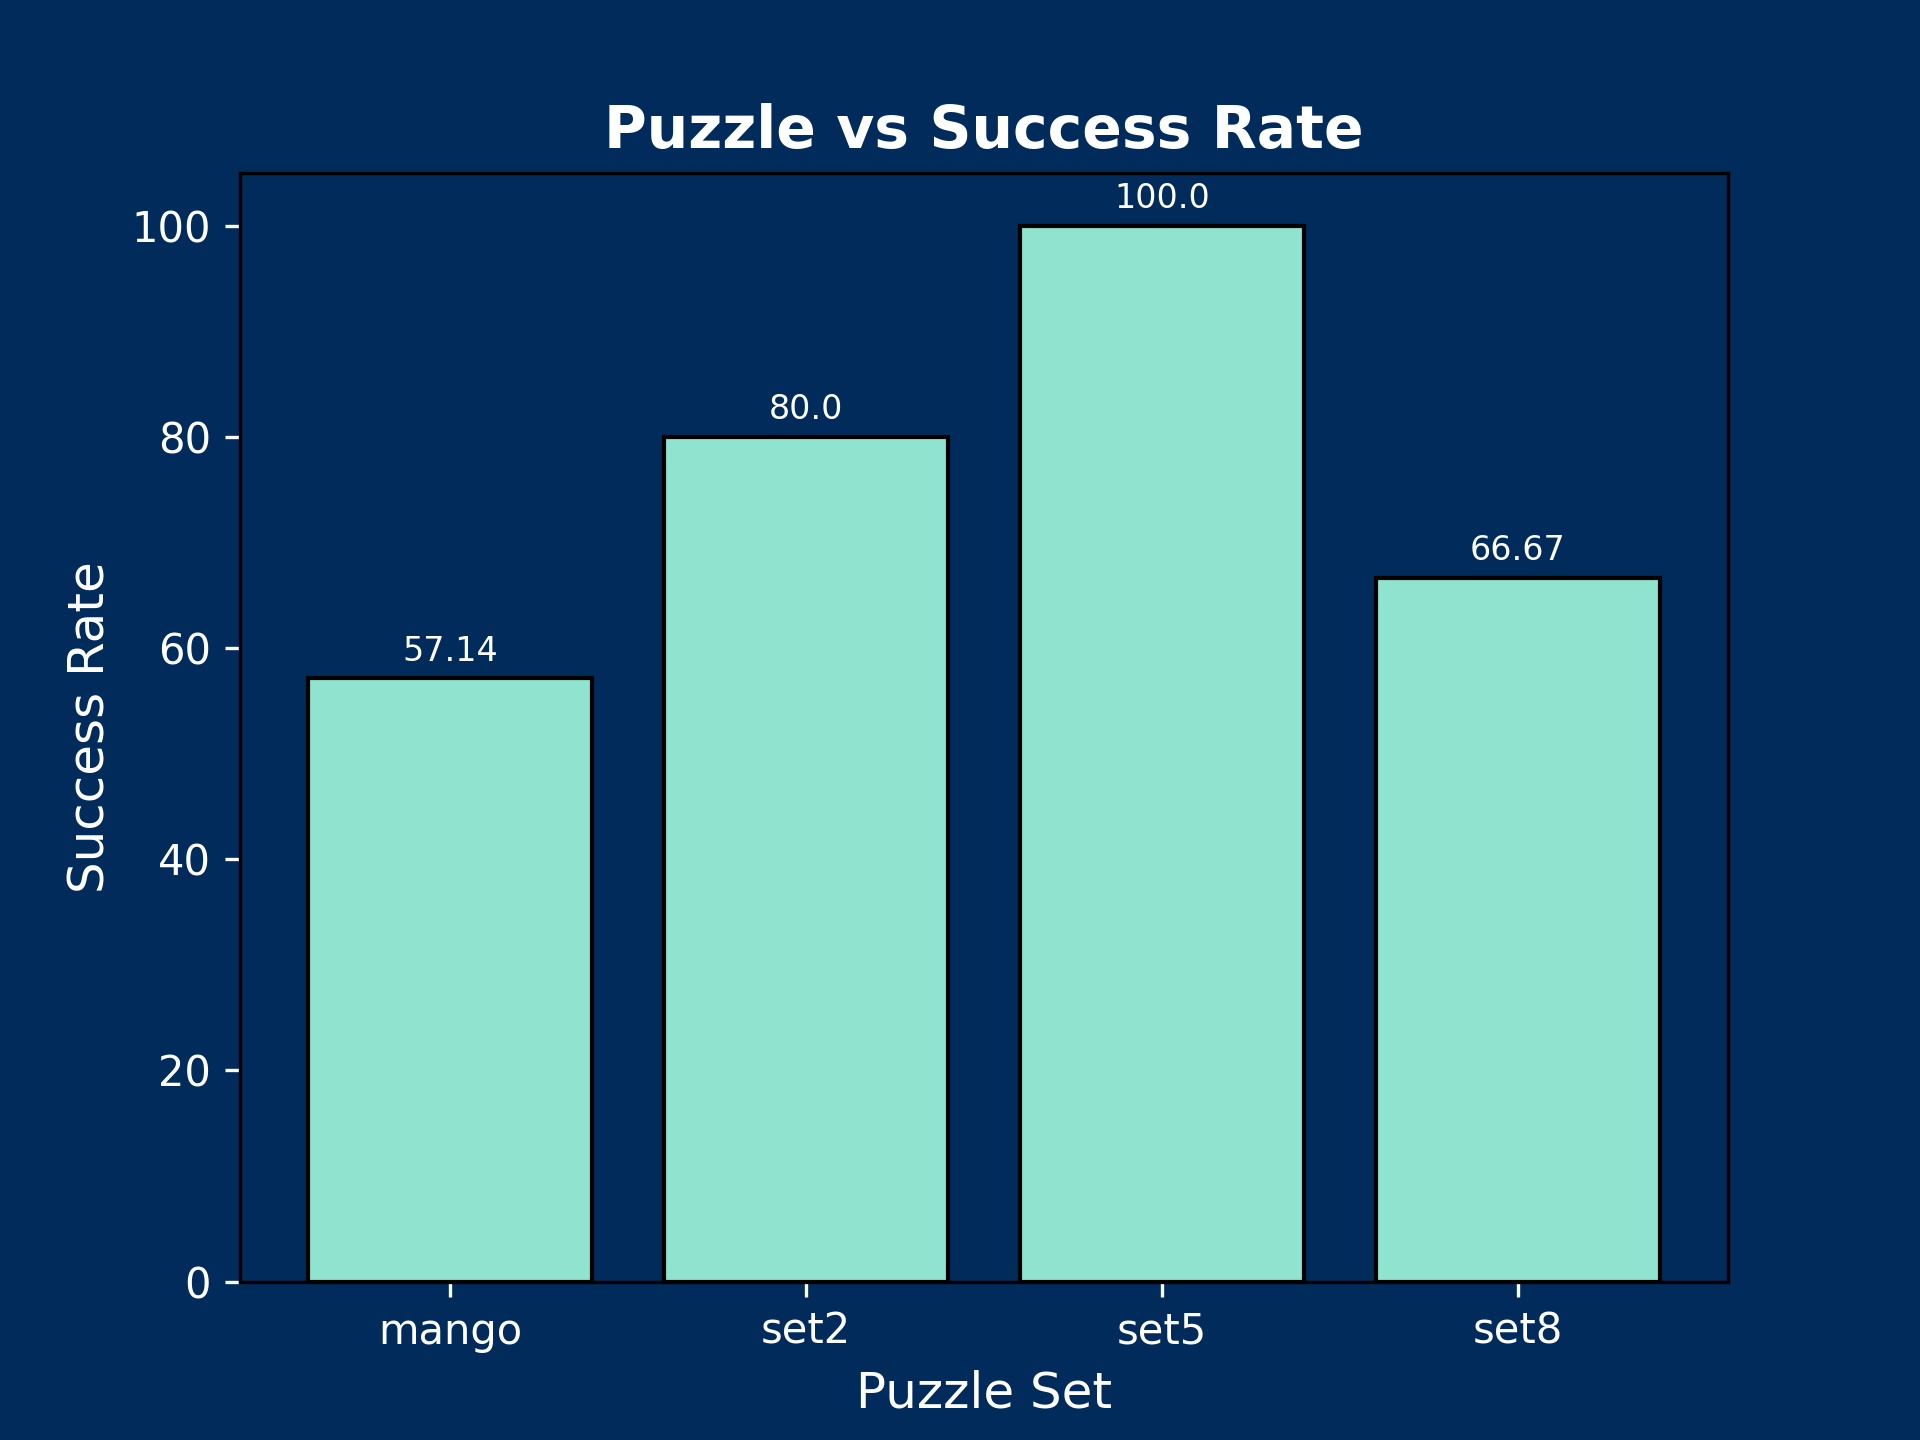 Puzzle vs Success Rate
100.0
100
80.0
80
66.67
57.14
60
40
20
0
Success Rate
mango set2 set5 set8
Puzzle Set